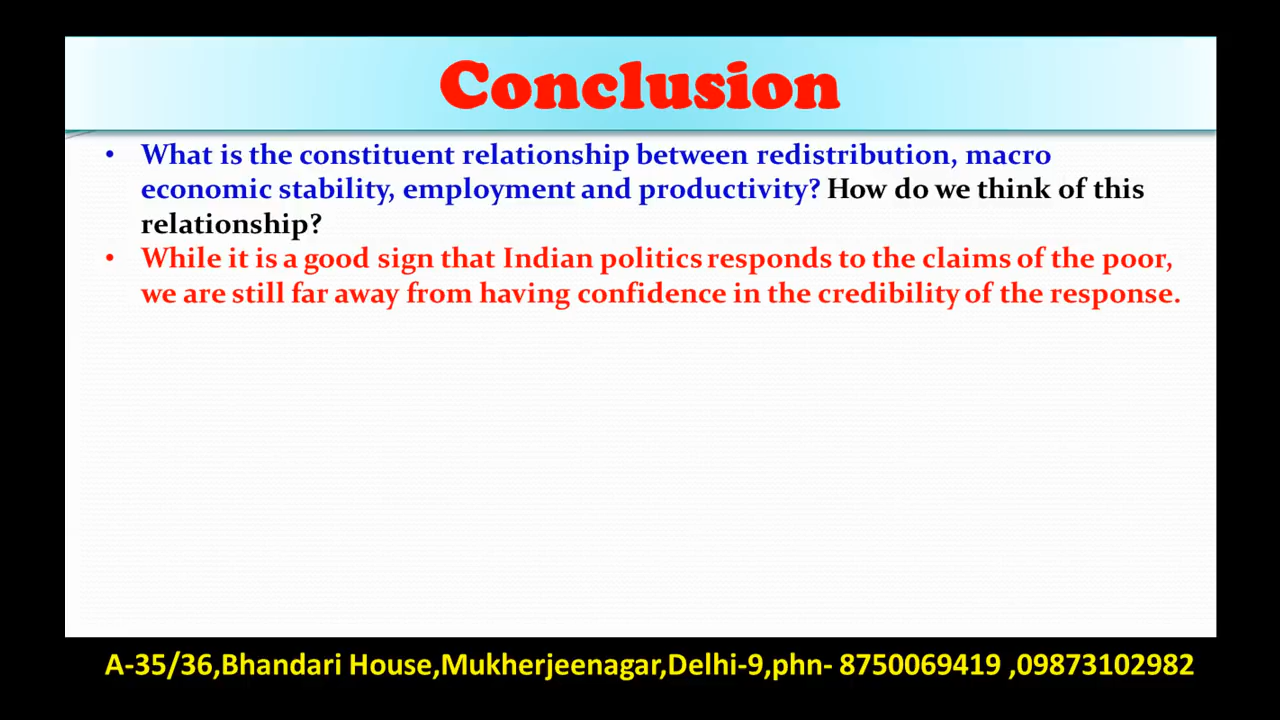 Conclusion
• What is the constituent relationship between redistribution, macro
economic stability, employment and productivity? How do we think of this
relationship?
• While it is a good sign that Indian politics responds to the claims of the poor,
we are still far away from having confidence in the credibility of the response.
A-35/36,Bhandari House,Mukherjeenagar,Delhi-9,phn- 8750069419 ,09873102982